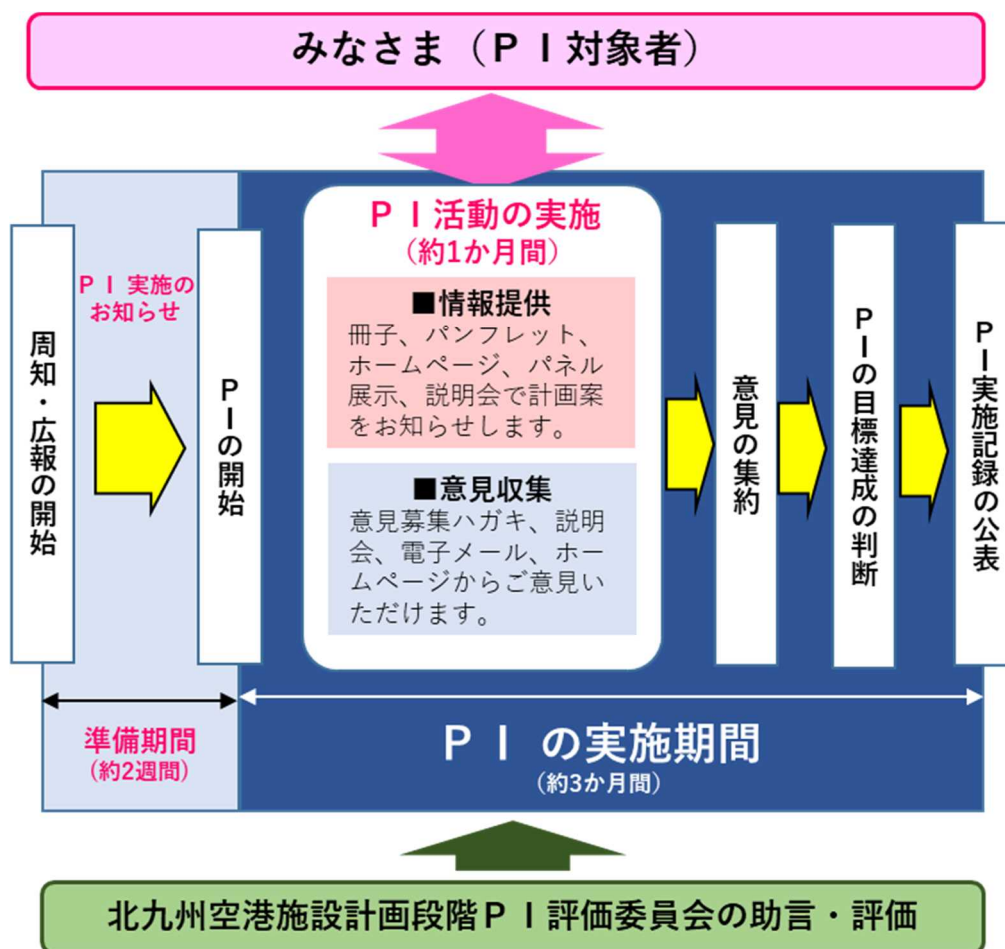 みなさま（ＰＩ対象者）
周知・広報の開始
ＰＩ 実施の
お知らせ
ＰＩの開始
ＰＩ活動の実施
（約1か月間）
■情報提供
冊子、パンフレット、
ホームページ、パネル
展示、説明会で計画案
をお知らせします。
■意見収集
意見募集ハガキ、説明
会、電子メール、ホー
ムページからご意見い
ただけます。
意見の集約
ＰＩの目標達成の判断
ＰＩ実施記録の公表
準備期間
（約2週間）
ＰＩ の実施期間
（約3か月間）
北九州空港施設計画段階ＰＩ評価委員会の助言・評価